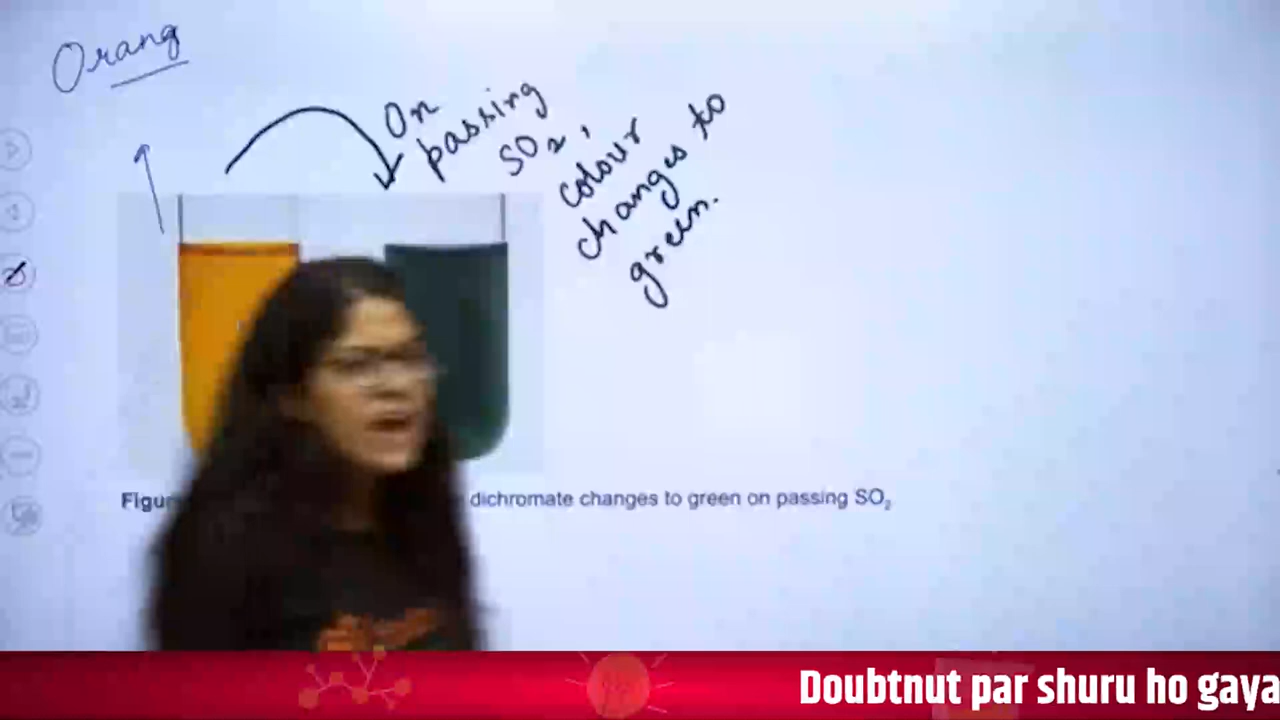 Orang
On
passing
SO₂,
colour
changes to
green.
dichromate changes to green on passing SO₂
Doubtnut par shuru ho gaya